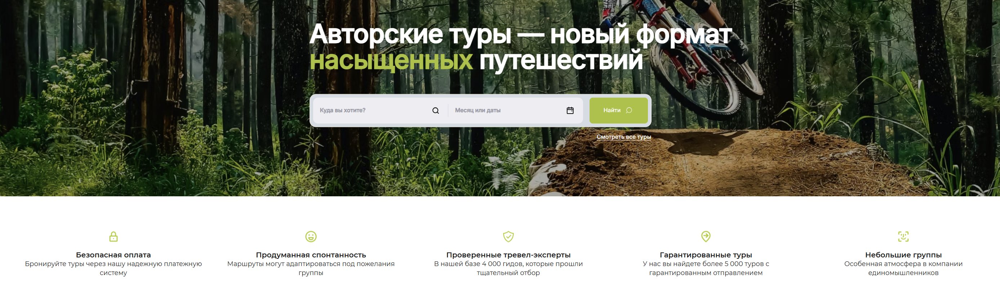 Авторские туры — новый формат
насыщенных путешествий
Куда вы хотите?
Месяц или даты
Найти
Смотреть все туры
Безопасная оплата
Бронируйте туры через нашу надежную платежную
систему
Продуманная спонтанность
Маршруты могут адаптироваться под пожелания
группы
Проверенные тревел-эксперты
В нашей базе 4 000 гидов, которые прошли
тщательный отбор
Гарантированные туры
У нас вы найдете более 5 000 туров с
гарантированным отправлением
Небольшие группы
Особенная атмосфера в компании
единомышленников